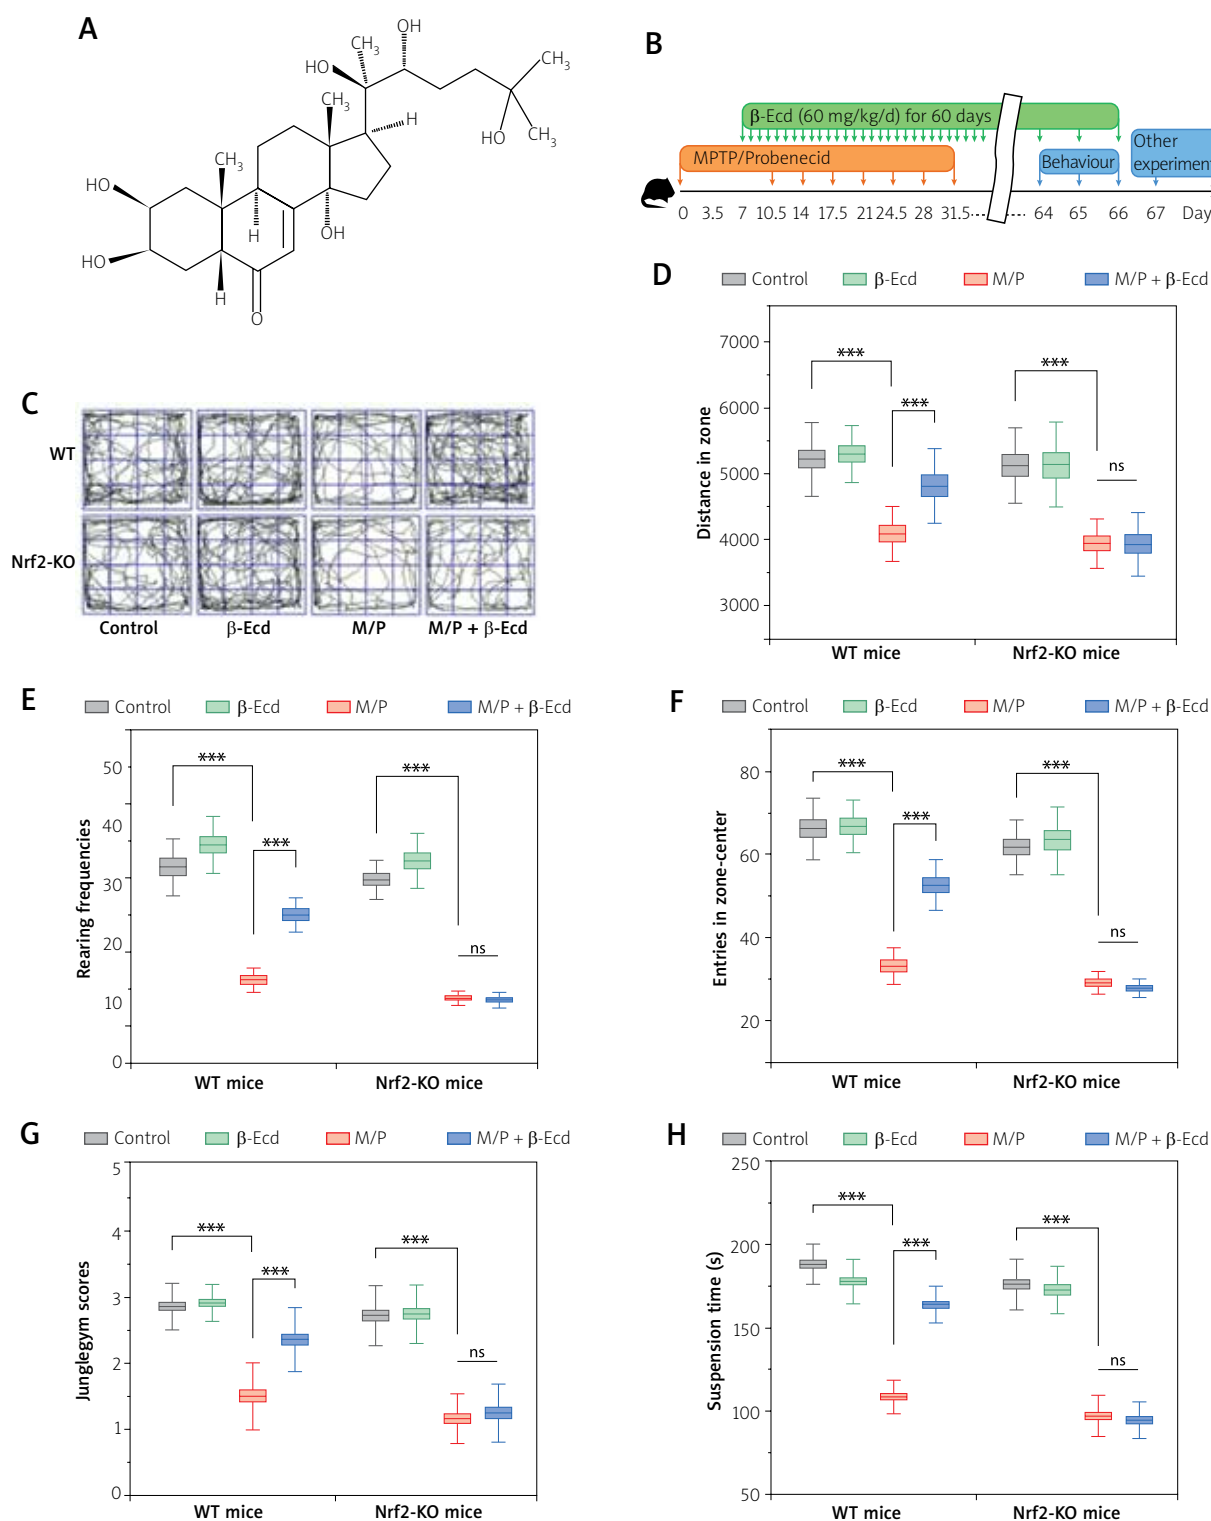 A
OH
CH₃
HO
CH₃
CH₃
H
HO
CH₃
CH₃
HO
H
OH
HO
H
O
B
β-Ecd (60 mg/kg/d) for 60 days
MPTP/Probenecid
Behaviour
Other
experiment
0 3.5 7 10.5 14 17.5 21 24.5 28 31.5 64 65 66 67 Day
C
WT
Nrf2-KO
Control β-Ecd M/P M/P + β-Ecd
D
Control β-Ecd M/P M/P + β-Ecd
Distance in zone
7000
6000
5000
4000
3000
***
***
***
ns
WT mice Nrf2-KO mice
E
Control β-Ecd M/P M/P + β-Ecd
Rearing frequencies
50
40
30
20
10
0
***
***
***
ns
WT mice Nrf2-KO mice
F
Control β-Ecd M/P M/P + β-Ecd
Entries in zone-center
80
60
40
20
***
***
***
ns
WT mice Nrf2-KO mice
G
Control β-Ecd M/P M/P + β-Ecd
Junglegym scores
5
4
3
2
1
0
***
***
***
ns
WT mice Nrf2-KO mice
H
Control β-Ecd M/P M/P + β-Ecd
Suspension time (s)
250
200
150
100
50
***
***
***
ns
WT mice Nrf2-KO mice